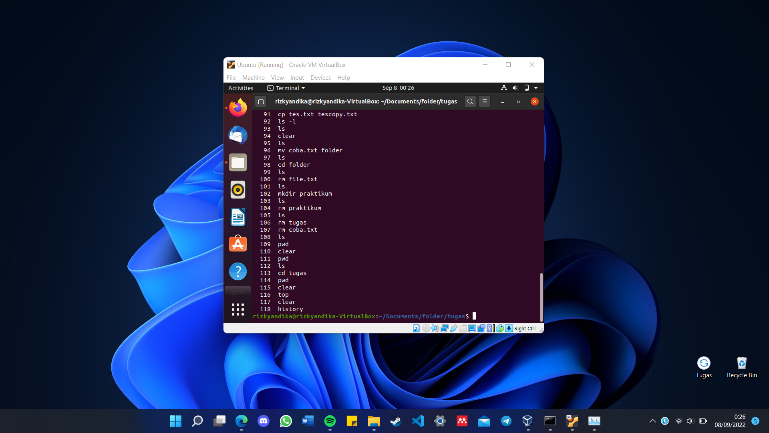 Ubuntu [Running] - Oracle VM VirtualBox
File Machine View Input Devices Help
Activities Terminal Sep 8 00:26
rizkyandika@rizkyandika-VirtualBox: ~/Documents/folder/tugas
91 cp tes.txt tescopy.txt
92 ls -l
93 ls
94 clear
95 ls
96 mv coba.txt folder
97 ls
98 cd folder
99 ls
100 rm file.txt
101 ls
102 mkdir praktikum
103 ls
104 rm praktikum
105 ls
106 rm tugas
107 rm coba.txt
108 ls
109 pwd
110 clear
111 pwd
112 ls
113 cd tugas
114 pwd
115 clear
116 top
117 clear
118 history
rizkyandika@rizkyandika-VirtualBox:~/Documents/folder/tugas$
Right Ctrl
Tugas
Recycle Bin
0:26
08/09/2022